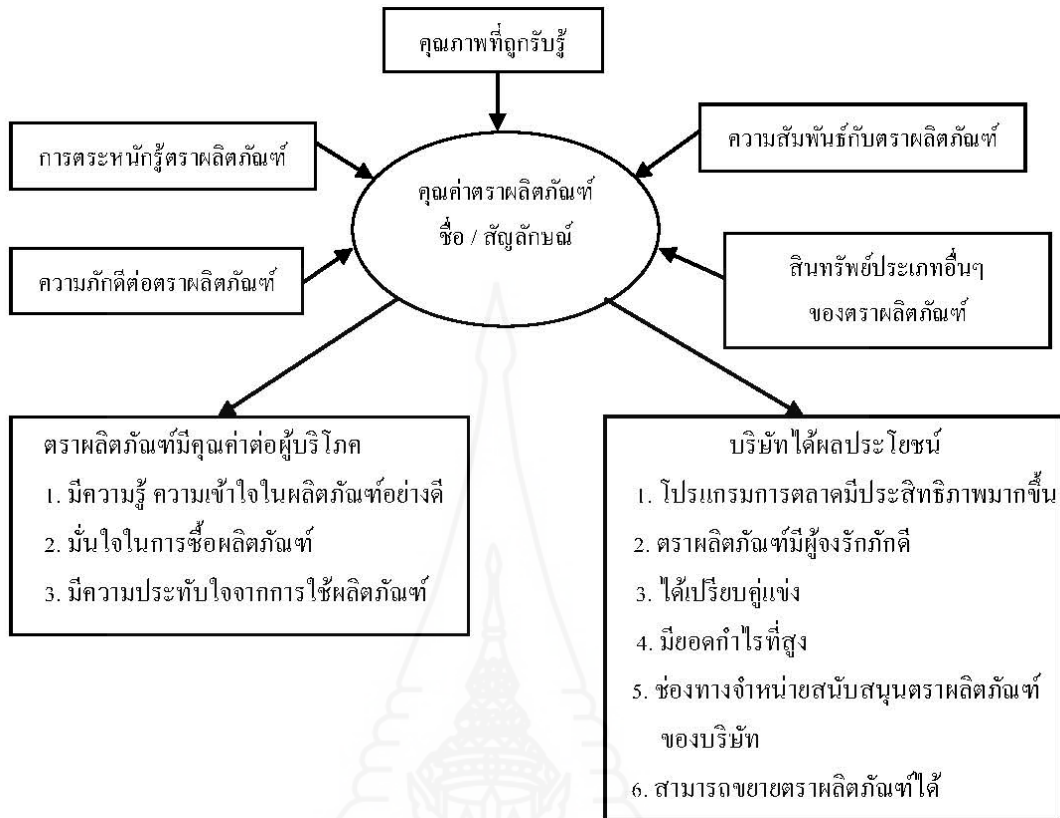 คุณภาพที่ถูกรับรู้
การตระหนักรู้ตราผลิตภัณฑ์
ความสัมพันธ์กับตราผลิตภัณฑ์
คุณค่าตราผลิตภัณฑ์
ชื่อ / สัญลักษณ์
ความภักดีต่อตราผลิตภัณฑ์
สินทรัพย์ประเภทอื่นๆ
ของตราผลิตภัณฑ์
ตราผลิตภัณฑ์มีคุณค่าต่อผู้บริโภค
1. มีความรู้ ความเข้าใจในผลิตภัณฑ์อย่างดี
2. มั่นใจในการซื้อผลิตภัณฑ์
3. มีความประทับใจจากการใช้ผลิตภัณฑ์
บริษัทได้ผลประโยชน์
1. โปรแกรมการตลาดมีประสิทธิภาพมากขึ้น
2. ตราผลิตภัณฑ์มีผู้จงรักภักดี
3. ได้เปรียบคู่แข่ง
4. มียอดกำไรที่สูง
5. ช่องทางจำหน่ายสนับสนุนตราผลิตภัณฑ์
ของบริษัท
6. สามารถขยายตราผลิตภัณฑ์ได้